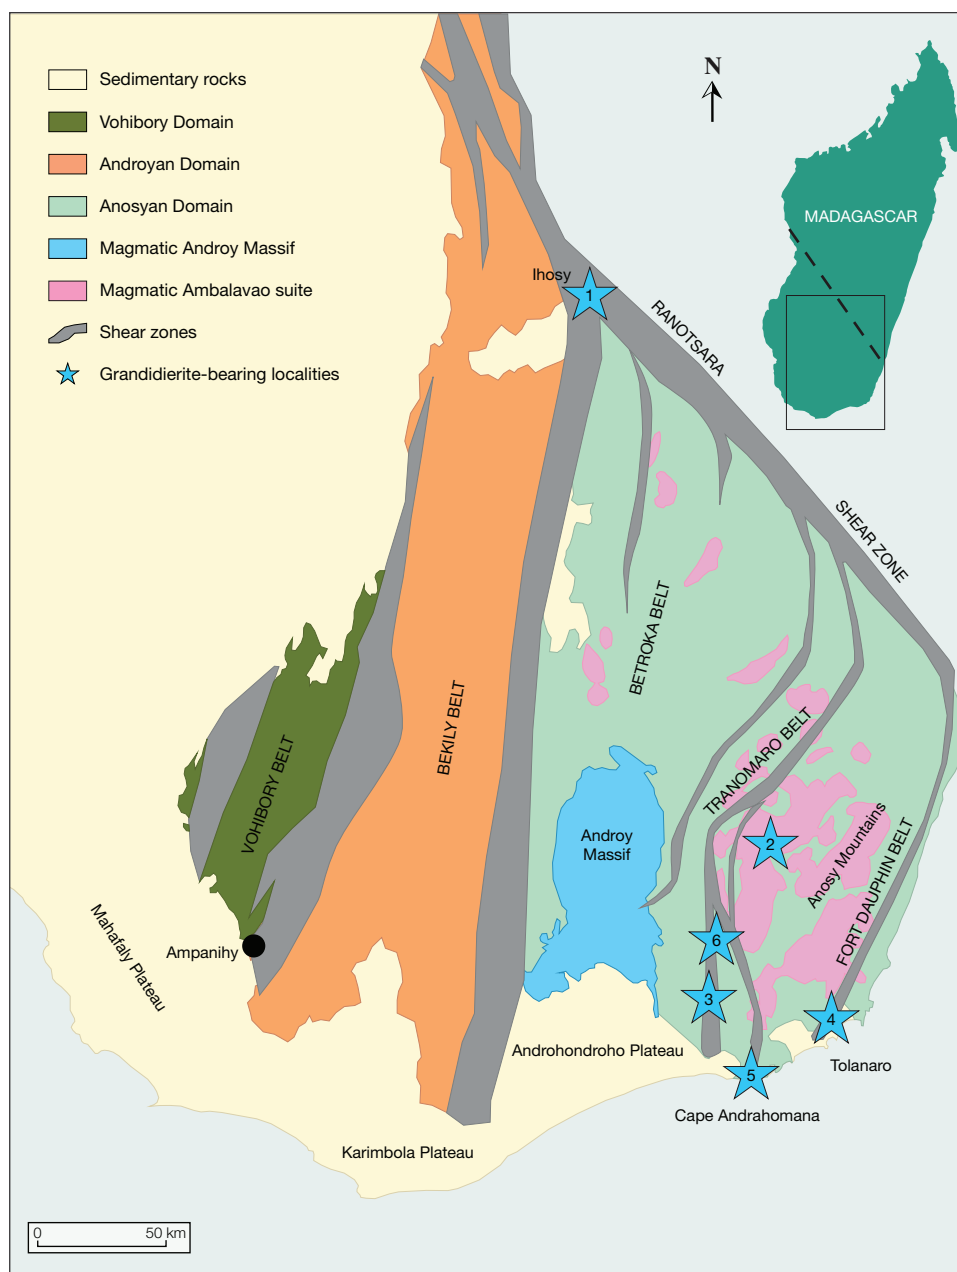 N
Sedimentary rocks
Vohibory Domain
Androyan Domain
Anosyan Domain
Magmatic Androy Massif
Magmatic Ambalavao suite
Shear zones
Grandidierite-bearing localities
MADAGASCAR
Ihosy
1
RANOTSARA
SHEAR ZONE
BETROKA BELT
BEKILY BELT
VOHIBORY BELT
TRANOMARO BELT
Androy
Massif
2
Anosy Mountains
FORT DAUPHIN BELT
Mahafaly Plateau
Ampanihy
6
3
4
Androhondroho Plateau
Tolanaro
5
Cape Andrahomana
Karimbola Plateau
0 50 km